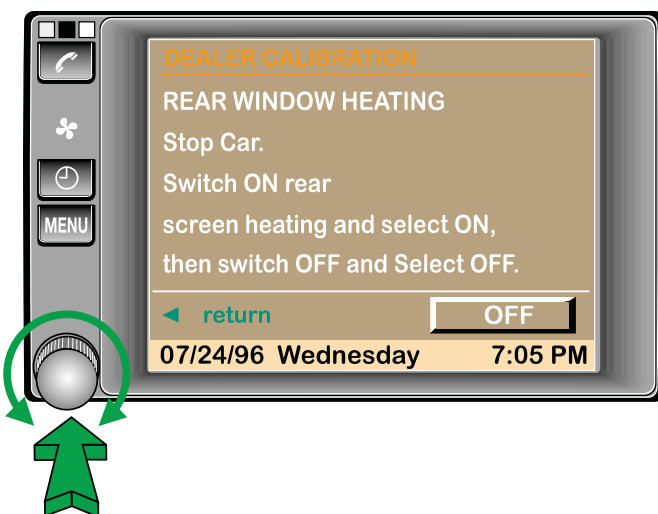 DEALER CALIBRATION
REAR WINDOW HEATING
Stop Car.
Switch ON rear
MENU
screen heating and select ON,
then switch OFF and Select OFF.
◄ return
OFF
07/24/96 Wednesday 7:05 PM